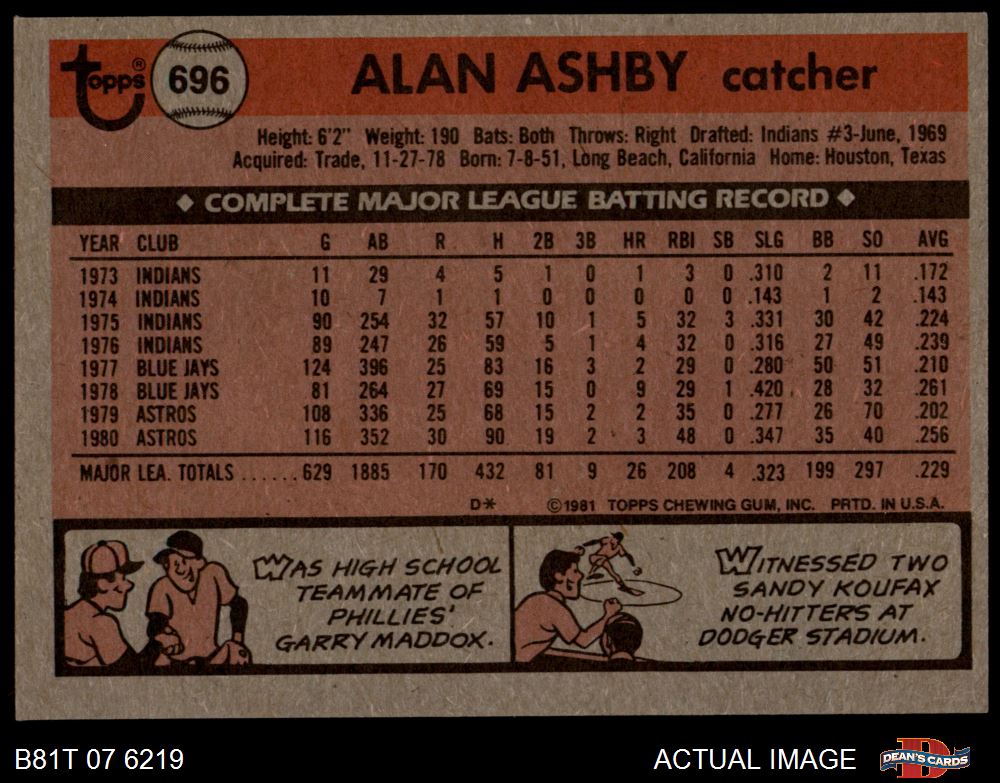 Topps® 696 ALAN ASHBY catcher
Height: 6'2" Weight: 190 Bats: Both Throws: Right Drafted: Indians #3-June, 1969
Acquired: Trade, 11-27-78 Born: 7-8-51, Long Beach, California Home: Houston, Texas
◆ COMPLETE MAJOR LEAGUE BATTING RECORD ◆
YEAR CLUB G AB R H 2B 3B HR RBI SB SLG BB SO AVG
1973 INDIANS 11 29 4 5 1 0 1 3 0 .310 2 11 .172
1974 INDIANS 10 7 1 1 0 0 0 0 0 .143 1 2 .143
1975 INDIANS 90 254 32 57 10 1 5 32 3 .331 30 42 .224
1976 INDIANS 89 247 26 59 5 1 4 32 0 .316 27 49 .239
1977 BLUE JAYS 124 396 25 83 16 3 2 29 0 .280 50 51 .210
1978 BLUE JAYS 81 264 27 69 15 0 9 29 1 .420 28 32 .261
1979 ASTROS 108 336 25 68 15 2 2 35 0 .277 26 70 .202
1980 ASTROS 116 352 30 90 19 2 3 48 0 .347 35 40 .256
MAJOR LEA. TOTALS ...... 629 1885 170 432 81 9 26 208 4 .323 199 297 .229
D* ©1981 TOPPS CHEWING GUM, INC. PRTD. IN U.S.A.
WAS HIGH SCHOOL
TEAMMATE OF
PHILLIES'
GARRY MADDOX.
WITNESSED TWO
SANDY KOUFAX
NO-HITTERS AT
DODGER STADIUM.
B81T 07 6219 ACTUAL IMAGE DEAN'S CARDS